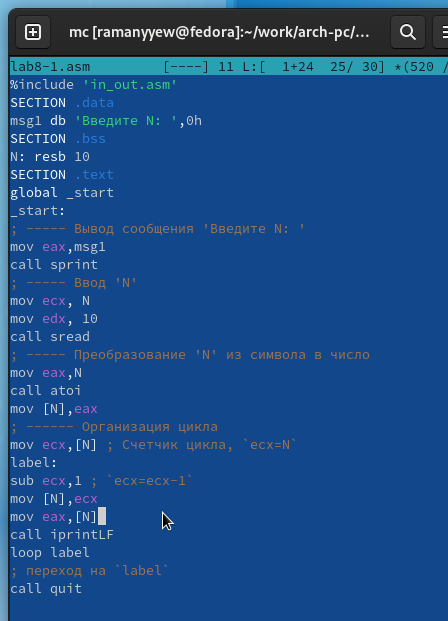 mc [ramanyyew@fedora]:~/work/arch-pc/...
lab8-1.asm [----] 11 L:[ 1+24 25/ 30] *(520 /
%include 'in_out.asm'
SECTION .data
msg1 db 'Введите N: ',0h
SECTION .bss
N: resb 10
SECTION .text
global _start
_start:
; ----- Вывод сообщения 'Введите N: '
mov eax,msg1
call sprint
; ----- Ввод 'N'
mov ecx, N
mov edx, 10
call sread
; ----- Преобразование 'N' из символа в число
mov eax,N
call atoi
mov [N],eax
; ------ Организация цикла
mov ecx,[N] ; Счетчик цикла, `ecx=N`
label:
sub ecx,1 ; `ecx=ecx-1`
mov [N],ecx
mov eax,[N]
call iprintLF
loop label
; переход на `label`
call quit